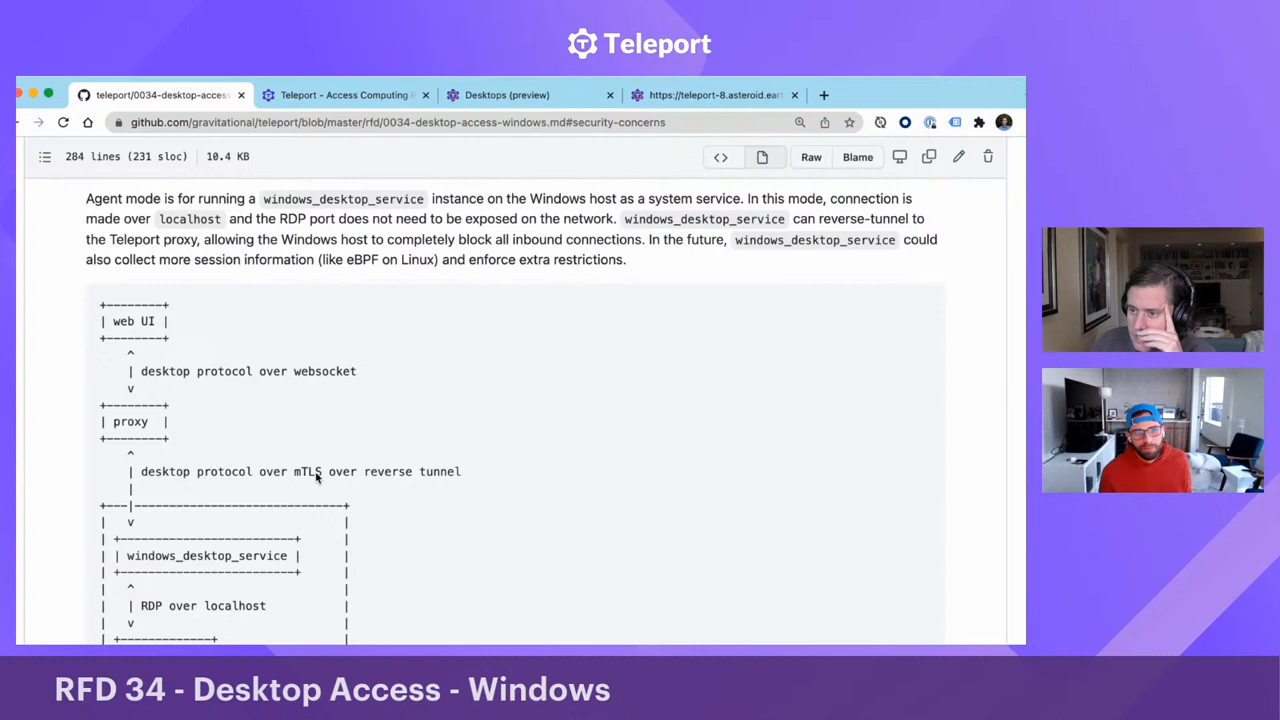 Teleport
teleport/0034-desktop-access-
Teleport - Access Computing R
Desktops (preview)
https://teleport-8.asteroid.eart
github.com/gravitational/teleport/blob/master/rfd/0034-desktop-access-windows.md#security-concerns
284 lines (231 sloc) 10.4 KB
Raw
Blame
Agent mode is for running a windows_desktop_service instance on the Windows host as a system service. In this mode, connection is
made over localhost and the RDP port does not need to be exposed on the network. windows_desktop_service can reverse-tunnel to
the Teleport proxy, allowing the Windows host to completely block all inbound connections. In the future, windows_desktop_service could
also collect more session information (like eBPF on Linux) and enforce extra restrictions.
+--------+
| web UI |
+--------+
^
| desktop protocol over websocket
v
+--------+
| proxy |
+--------+
^
| desktop protocol over mTLS over reverse tunnel
|
+---|-------------------------+
| v |
| +----------------------+ |
| | windows_desktop_service | |
| +----------------------+ |
| ^ |
| | RDP over localhost |
| v |
| +------------+ |
RFD 34 - Desktop Access - Windows